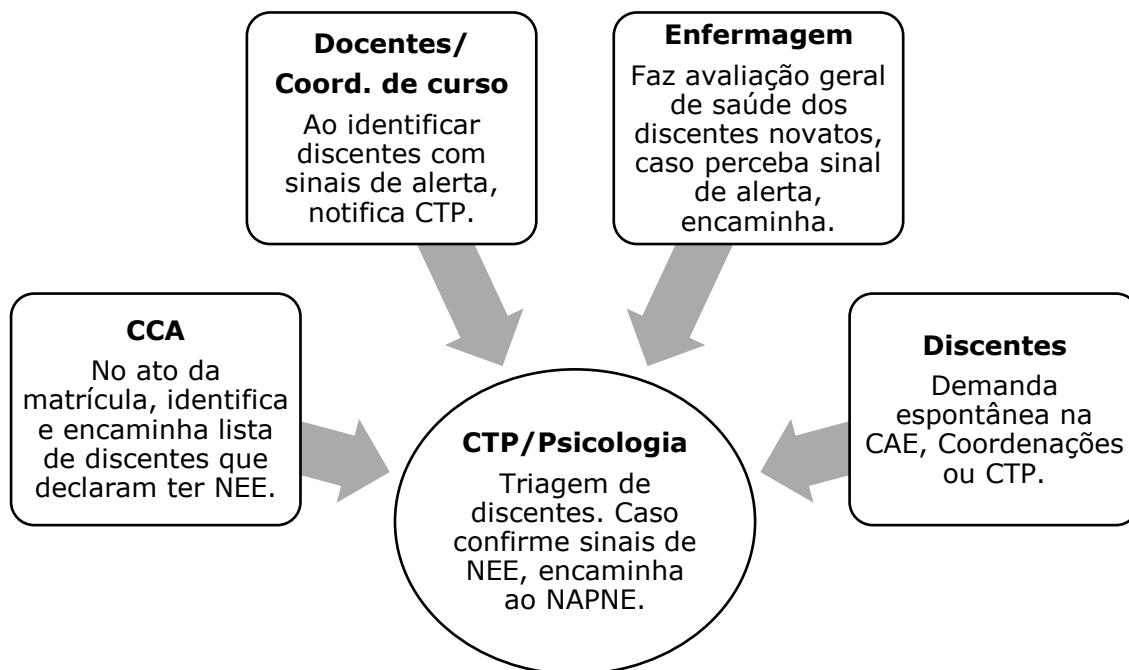 Docentes/
Coord. de curso
Ao identificar
discentes com
sinais de alerta,
notifica CTP.
Enfermagem
Faz avaliação geral
de saúde dos
discentes novatos,
caso perceba sinal
de alerta,
encaminha.
CCA
No ato da
matrícula, identifica
e encaminha lista
de discentes que
declaram ter NEE.
Discentes
Demanda
espontânea na
CAE, Coordenações
ou CTP.
CTP/Psicologia
Triagem de
discentes. Caso
confirme sinais de
NEE, encaminha
ao NAPNE.